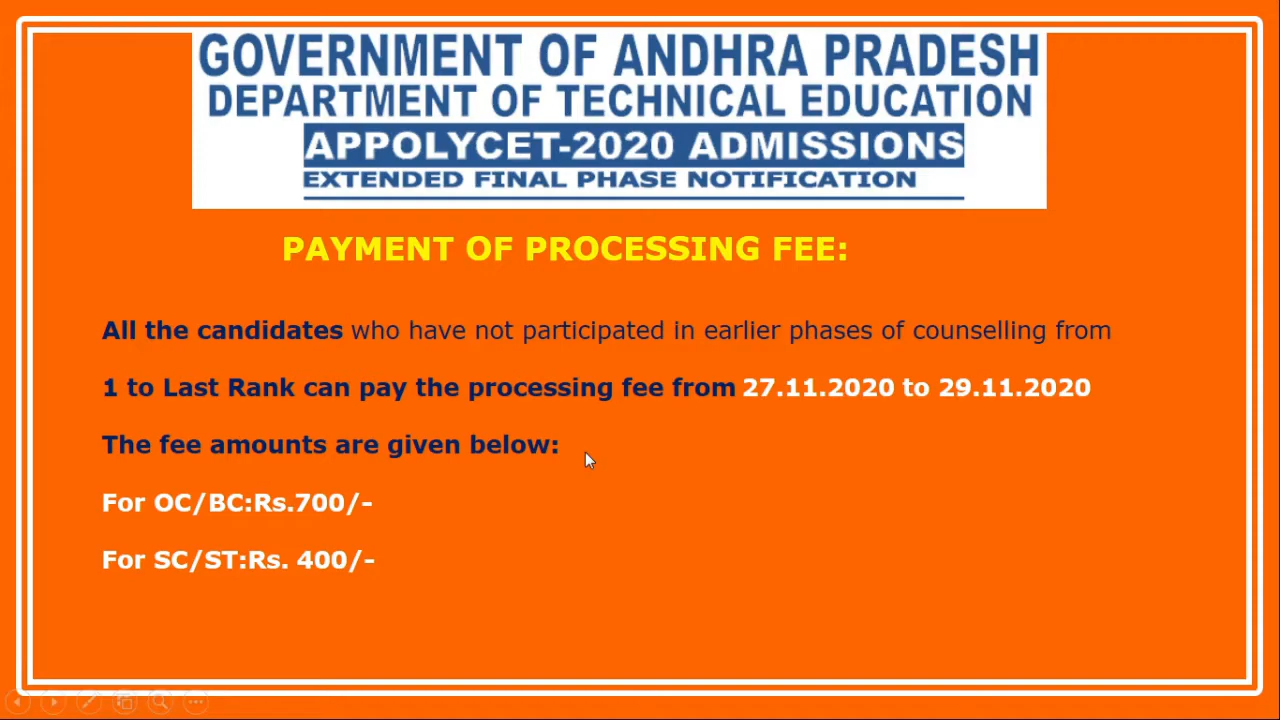 GOVERNMENT OF ANDHRA PRADESH
DEPARTMENT OF TECHNICAL EDUCATION
APPOLYCET-2020 ADMISSIONS
EXTENDED FINAL PHASE NOTIFICATION
PAYMENT OF PROCESSING FEE:
All the candidates who have not participated in earlier phases of counselling from
1 to Last Rank can pay the processing fee from 27.11.2020 to 29.11.2020
The fee amounts are given below:
For OC/BC:Rs.700/-
For SC/ST:Rs. 400/-